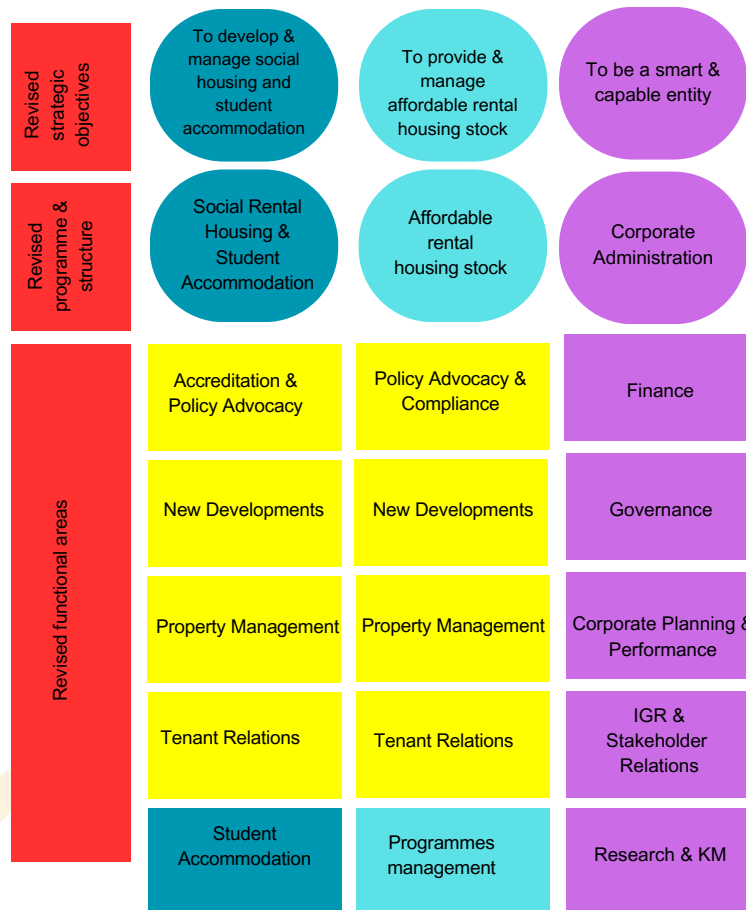 Revised
strategic
objectives
To develop &
manage social
housing and
student
accommodation
To provide &
manage
affordable rental
housing stock
To be a smart &
capable entity
Revised
programme &
structure
Social Rental
Housing &
Student
Accommodation
Affordable
rental
housing stock
Corporate
Administration
Revised functional areas
Accreditation &
Policy Advocacy
Policy Advocacy &
Compliance
Finance
New Developments
New Developments
Governance
Property Management
Property Management
Corporate Planning &
Performance
Tenant Relations
Tenant Relations
IGR &
Stakeholder
Relations
Student
Accommodation
Programmes
management
Research & KM